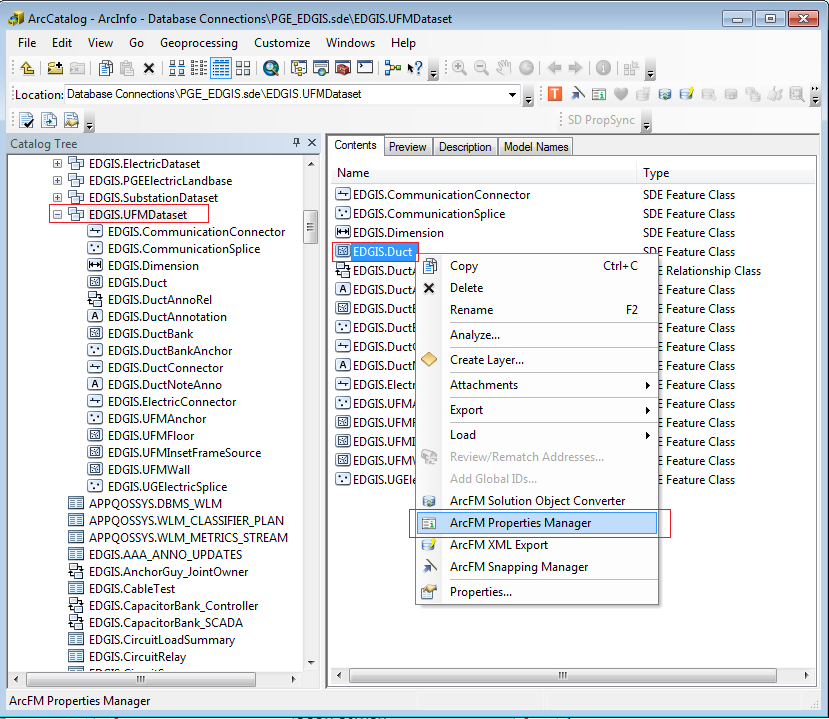 ArcCatalog - ArcInfo - Database Connections\PGE_EDGIS.sde\EDGIS.UFMDataset
File Edit View Go Geoprocessing Customize Windows Help
Location: Database Connections\PGE_EDGIS.sde\EDGIS.UFMDataset
SD PropSync
Catalog Tree
EDGIS.ElectricDataset
EDGIS.PGEElectricLandbase
EDGIS.SubstationDataset
EDGIS.UFMDataset
EDGIS.CommunicationConnector
EDGIS.CommunicationSplice
EDGIS.Dimension
EDGIS.Duct
EDGIS.DuctAnnoRel
EDGIS.DuctAnnotation
EDGIS.DuctBank
EDGIS.DuctBankAnchor
EDGIS.DuctConnector
EDGIS.DuctNoteAnno
EDGIS.ElectricConnector
EDGIS.UFMAnchor
EDGIS.UFMFloor
EDGIS.UFMInsetFrameSource
EDGIS.UFMWall
EDGIS.UGElectricSplice
APPQOSSYS.DBMS_WLM
APPQOSSYS.WLM_CLASSIFIER_PLAN
APPQOSSYS.WLM_METRICS_STREAM
EDGIS.AAA_ANNO_UPDATES
EDGIS.AnchorGuy_JointOwner
EDGIS.CableTest
EDGIS.CapacitorBank_Controller
EDGIS.CapacitorBank_SCADA
EDGIS.CircuitLoadSummary
EDGIS.CircuitRelay
Contents Preview Description Model Names
Name Type
EDGIS.CommunicationConnector SDE Feature Class
EDGIS.CommunicationSplice SDE Feature Class
EDGIS.Dimension SDE Feature Class
EDGIS.Duct SDE Feature Class
EDGIS.DuctA E Relationship Class
EDGIS.DuctA E Feature Class
EDGIS.DuctB E Feature Class
EDGIS.DuctB E Feature Class
EDGIS.DuctC E Feature Class
EDGIS.DuctN E Feature Class
EDGIS.Electr E Feature Class
EDGIS.UFMA E Feature Class
EDGIS.UFMF E Feature Class
EDGIS.UFMI E Feature Class
EDGIS.UFMW E Feature Class
EDGIS.UGEle E Feature Class
Copy Ctrl+C
Delete
Rename F2
Analyze...
Create Layer...
Attachments
Export
Load
Review/Rematch Addresses...
Add Global IDs...
ArcFM Solution Object Converter
ArcFM Properties Manager
ArcFM XML Export
ArcFM Snapping Manager
Properties...
ArcFM Properties Manager